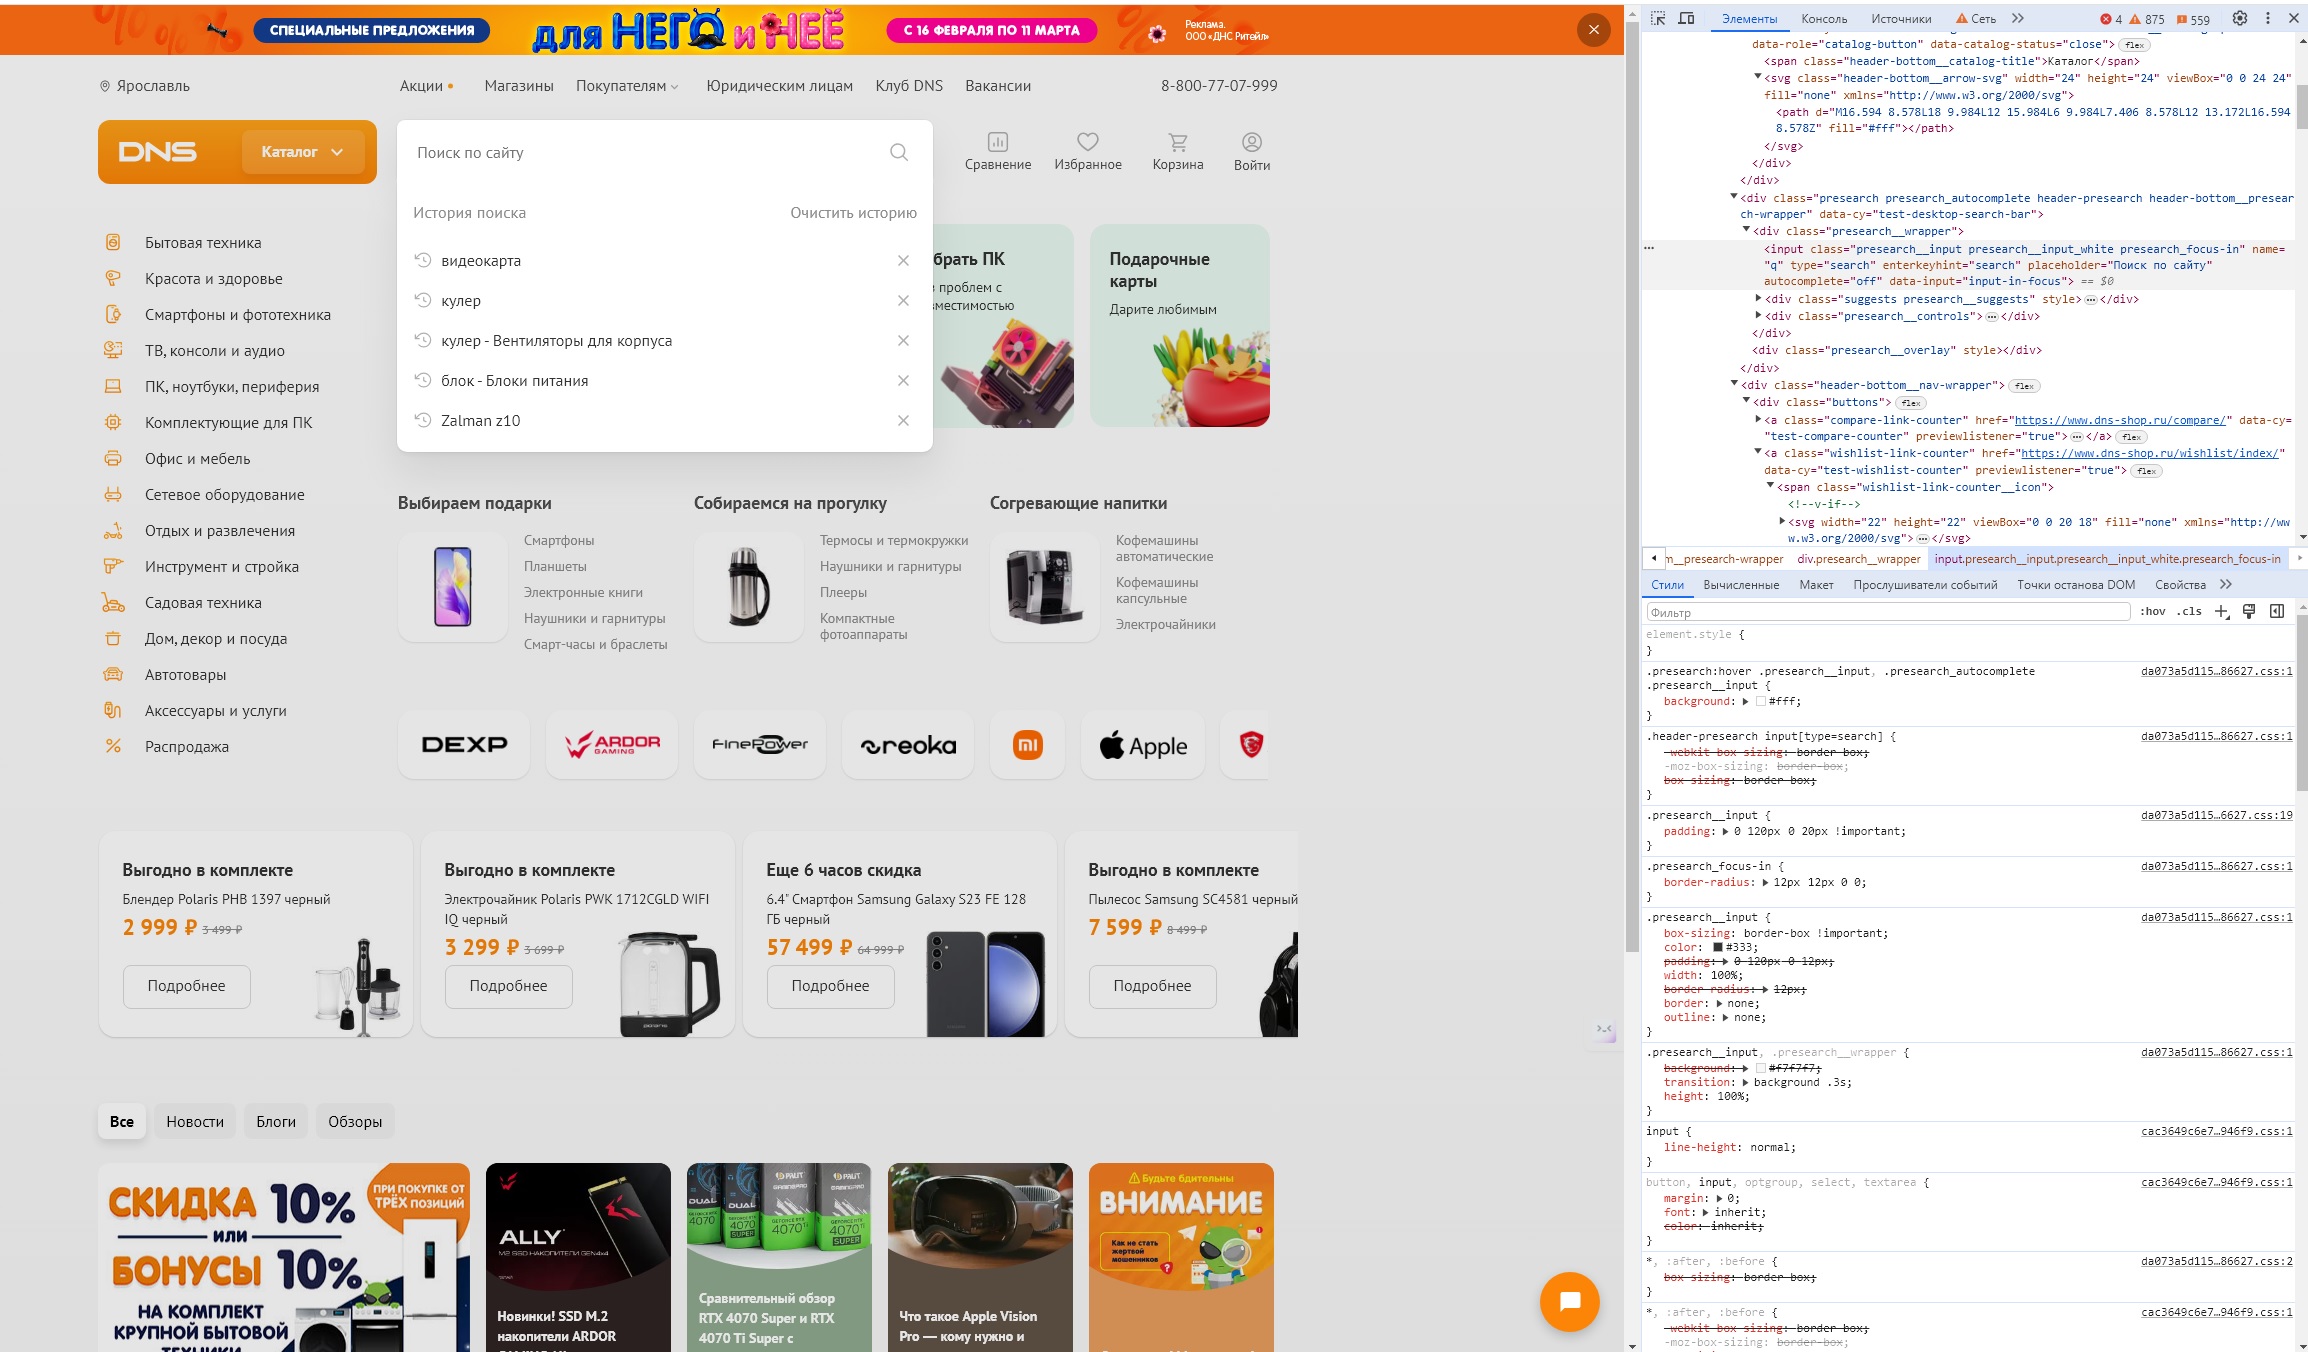 СПЕЦИАЛЬНЫЕ ПРЕДЛОЖЕНИЯ
для НЕГО и НЕЁ
С 16 ФЕВРАЛЯ ПО 11 МАРТА
Реклама.
ООО «ДНС Ритейл»
Ярославль
Акции
Магазины
Покупателям
Юридическим лицам
Клуб DNS
Вакансии
8-800-77-07-999
DNS
Каталог
Поиск по сайту
Сравнение
Избранное
Корзина
Войти
История поиска
Очистить историю
видеокарта
кулер
кулер - Вентиляторы для корпуса
блок - Блоки питания
Zalman z10
Бытовая техника
Красота и здоровье
Смартфоны и фототехника
ТВ, консоли и аудио
ПК, ноутбуки, периферия
Комплектующие для ПК
Офис и мебель
Сетевое оборудование
Отдых и развлечения
Инструмент и стройка
Садовая техника
Дом, декор и посуда
Автотовары
Аксессуары и услуги
Распродажа
брать ПК
проблем с
вместимостью
Подарочные
карты
Дарите любимым
Выбираем подарки
Смартфоны
Планшеты
Электронные книги
Наушники и гарнитуры
Смарт-часы и браслеты
Собираемся на прогулку
Термосы и термокружки
Наушники и гарнитуры
Плееры
Компактные
фотоаппараты
Согревающие напитки
Кофемашины
автоматические
Кофемашины
капсульные
Электрочайники
DEXP
ARDOR
GAMING
FinePower
reoka
mi
Apple
Выгодно в комплекте
Блендер Polaris PHB 1397 черный
2 999 ₽ 3 499 ₽
Подробнее
Выгодно в комплекте
Электрочайник Polaris PWK 1712CGLD WIFI
IQ черный
3 299 ₽ 3 699 ₽
Подробнее
Еще 6 часов скидка
6.4" Смартфон Samsung Galaxy S23 FE 128
ГБ черный
57 499 ₽ 64 999 ₽
Подробнее
Выгодно в комплекте
Пылесос Samsung SC4581 черный
7 599 ₽ 8 499 ₽
Подробнее
Все
Новости
Блоги
Обзоры
СКИДКА 10%
ПРИ ПОКУПКЕ ОТ
ТРЁХ ПОЗИЦИЙ
ИЛИ
БОНУСЫ 10%
НА КОМПЛЕКТ
КРУПНОЙ БЫТОВОЙ
ТЕХНИКИ
ALLY
M.2 SSD НАКОПИТЕЛИ GEN4x4
Новинки! SSD M.2
накопители ARDOR
PALIT
PALIT
GAMINGPRO
GAMINGPRO
DUAL
DUAL
4070
SUPER
4070
4070Ti
4070Ti
SUPER
Сравнительный обзор
RTX 4070 Super и RTX
4070 Ti Super с
Что такое Apple Vision
Pro — кому нужно и
Будьте бдительны
ВНИМАНИЕ
Как не стать
жертвой
мошенников
?
Элементы
Консоль
Источники
Сеть
4
875
559
data-role="catalog-button" data-catalog-status="close"> flex
<span class="header-bottom__catalog-title">Каталог</span>
<svg class="header-bottom__arrow-svg" width="24" height="24" viewBox="0 0 24 24"
fill="none" xmlns="http://www.w3.org/2000/svg">
<path d="M16.594 8.578L18 9.984L12 15.984L6 9.984L7.406 8.578L12 13.172L16.594
8.578Z" fill="#fff"></path>
</svg>
</div>
</div>
<div class="presearch presearch_autocomplete header-presearch header-bottom__presear
ch-wrapper" data-cy="test-desktop-search-bar">
<div class="presearch__wrapper">
<input class="presearch__input presearch__input_white presearch_focus-in" name=
"q" type="search" enterkeyhint="search" placeholder="Поиск по сайту"
autocomplete="off" data-input="input-in-focus"> == $0
<div class="suggests presearch__suggests" style>…</div>
<div class="presearch__controls">…</div>
</div>
<div class="presearch__overlay" style></div>
</div>
<div class="header-bottom__nav-wrapper"> flex
<div class="buttons"> flex
<a class="compare-link-counter" href="https://www.dns-shop.ru/compare/" data-cy=
"test-compare-counter" previewlistener="true">…</a> flex
<a class="wishlist-link-counter" href="https://www.dns-shop.ru/wishlist/index/"
data-cy="test-wishlist-counter" previewlistener="true"> flex
<span class="wishlist-link-counter__icon">
<!--v-if-->
<svg width="22" height="22" viewBox="0 0 20 18" fill="none" xmlns="http://ww
w.w3.org/2000/svg">…</svg>
m__presearch-wrapper
div.presearch__wrapper
input.presearch__input.presearch__input_white.presearch_focus-in
Стили
Вычисленные
Макет
Прослушиватели событий
Точки останова DOM
Свойства
Фильтр
:hov
.cls
element.style {
}
.presearch:hover .presearch__input, .presearch_autocomplete da073a5d115…86627.css:1
.presearch__input {
background: #fff;
}
.header-presearch input[type=search] { da073a5d115…86627.css:1
-webkit-box-sizing: border-box;
-moz-box-sizing: border-box;
box-sizing: border-box;
}
.presearch__input { da073a5d115…6627.css:19
padding: 0 120px 0 20px !important;
}
.presearch_focus-in { da073a5d115…86627.css:1
border-radius: 12px 12px 0 0;
}
.presearch__input { da073a5d115…86627.css:1
box-sizing: border-box !important;
color: #333;
padding: 0 120px 0 12px;
width: 100%;
border-radius: 12px;
border: none;
outline: none;
}
.presearch__input, .presearch__wrapper { da073a5d115…86627.css:1
background: #f7f7f7;
transition: background .3s;
height: 100%;
}
input { cac3649c6e7…946f9.css:1
line-height: normal;
}
button, input, optgroup, select, textarea { cac3649c6e7…946f9.css:1
margin: 0;
font: inherit;
color: inherit;
}
*, :after, :before { da073a5d115…86627.css:2
box-sizing: border-box;
}
*, :after, :before { da073a5d115…86627.css:1
-webkit-box-sizing: border-box;
-moz-box-sizing: border-box;